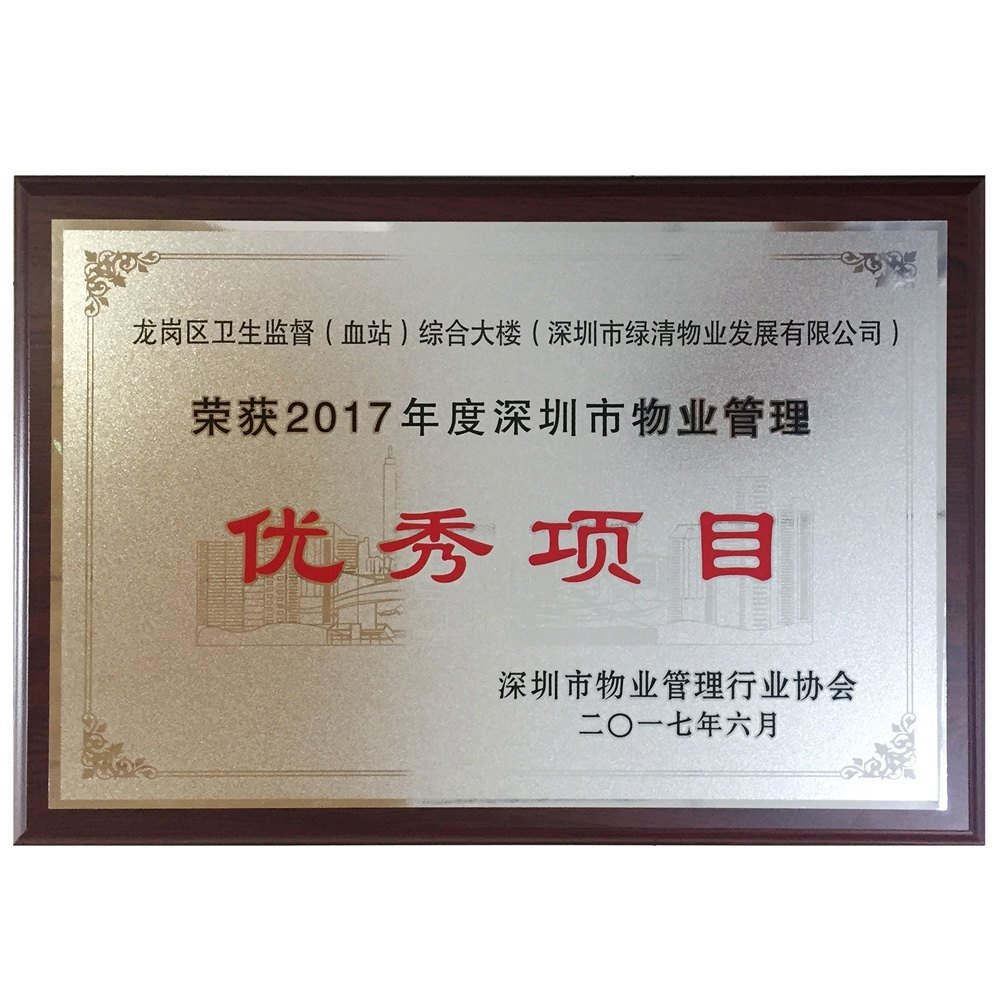 龙岗区卫生监督（血站）综合大楼（深圳市绿清物业发展有限公司）
荣获2017年度深圳市物业管理
优秀项目
深圳市物业管理行业协会
二〇一七年六月